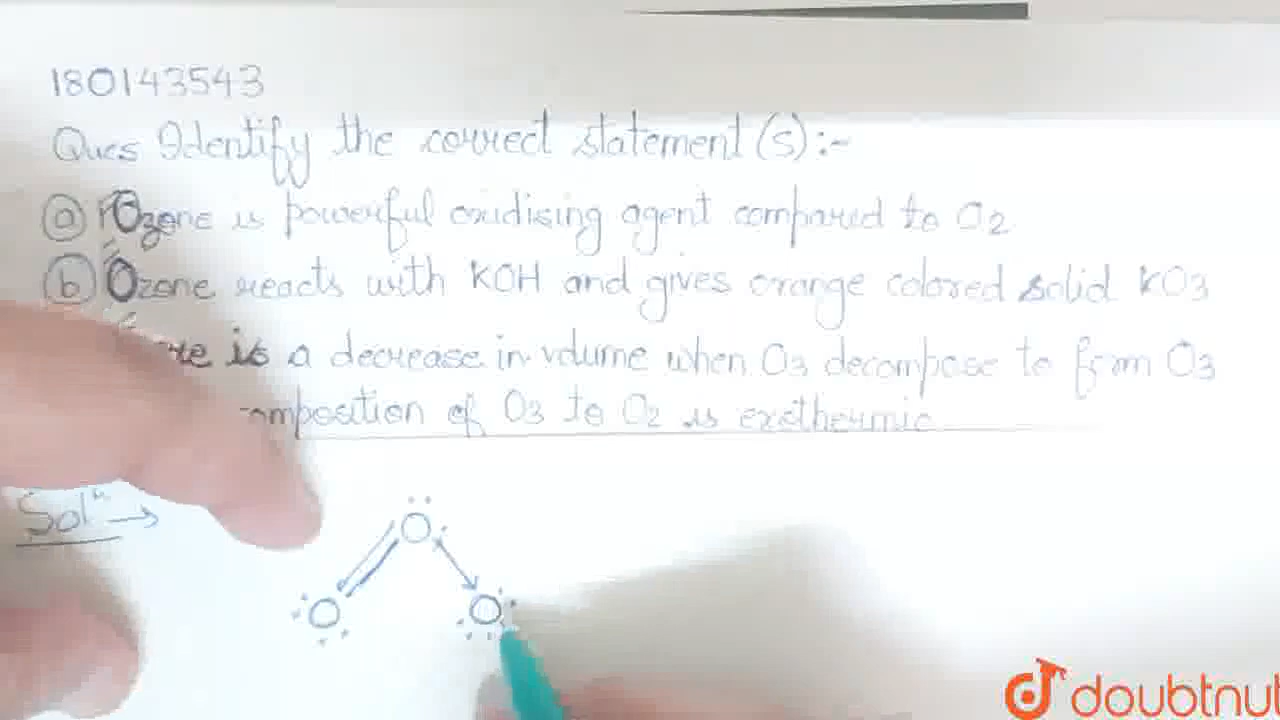 180143543
Ques Identify the correct statement(s):-
(a) Ozone is powerful oxidising agent compared to O2
(b) Ozone reacts with KOH and gives orange colored solid KO3
is a decrease in volume when O3 decompose to form O3
of O3 to O2 is exothermic
Solⁿ →
O
O O
doubtnut